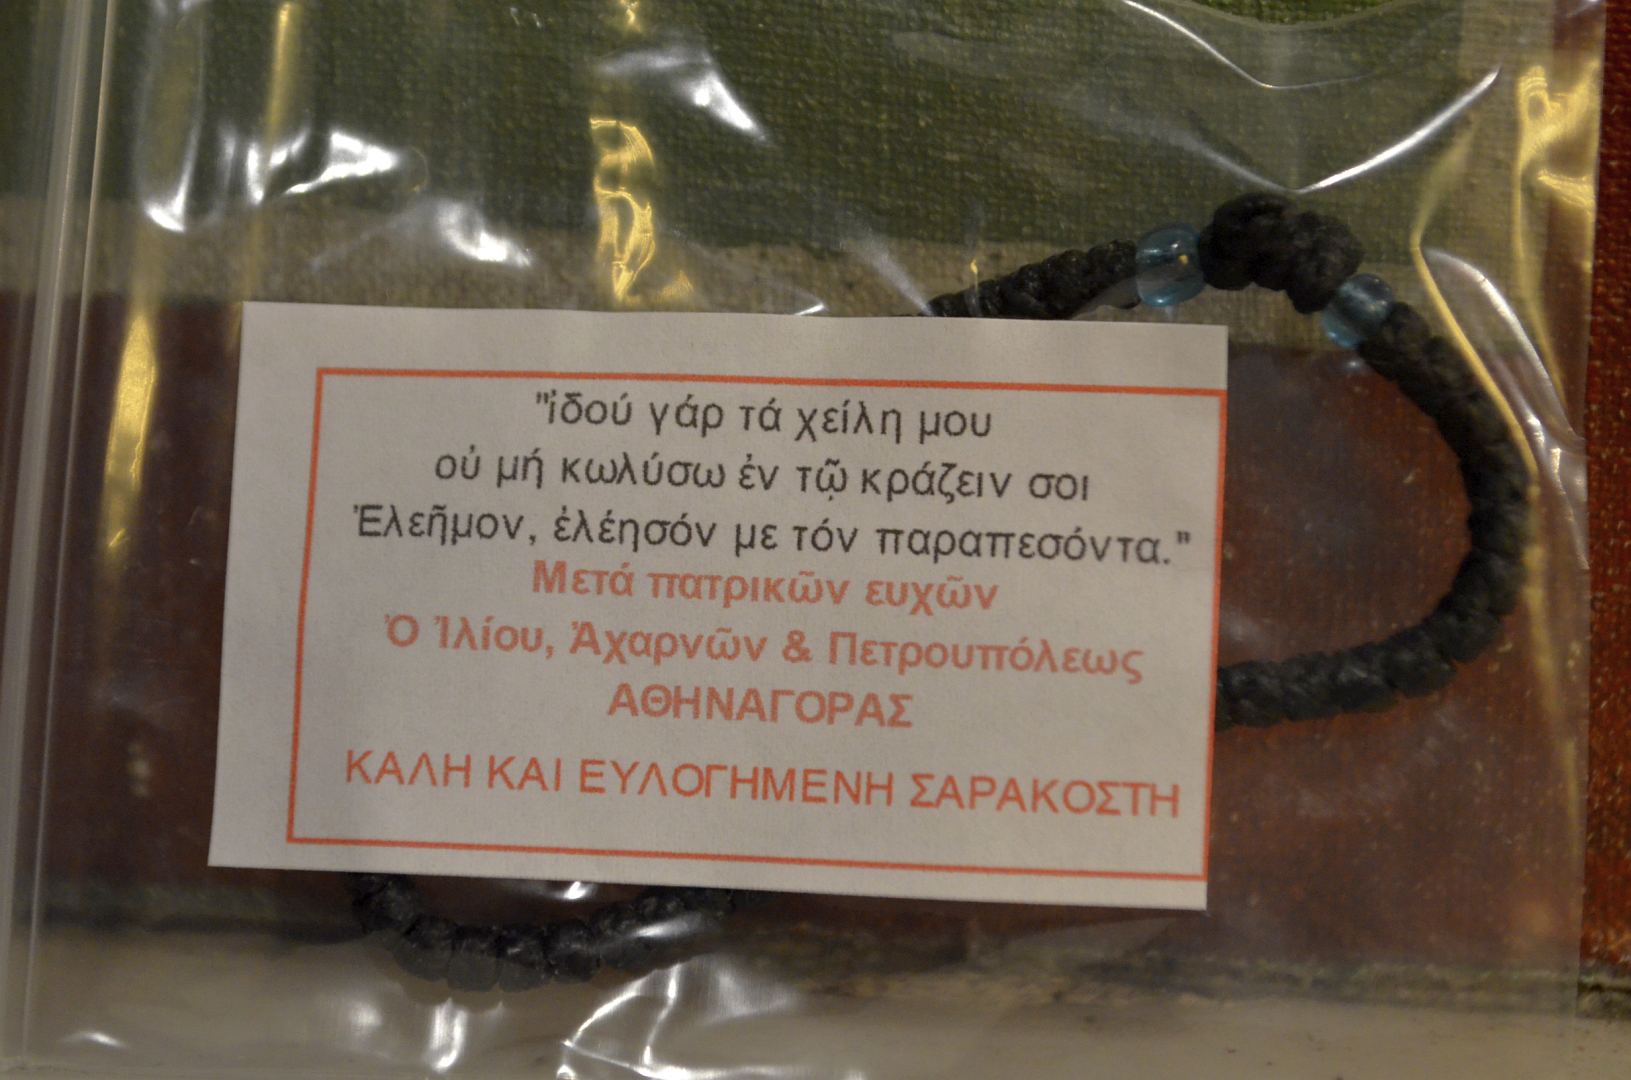 "ἰδού γάρ τά χείλη μου
οὐ μή κωλύσω ἐν τῷ κράζειν σοι
Ἐλεῆμον, ἐλέησόν με τόν παραπεσόντα."
Μετά πατρικῶν ευχῶν
Ὁ Ἰλίου, Ἀχαρνῶν & Πετρουπόλεως
ΑΘΗΝΑΓΟΡΑΣ
ΚΑΛΗ ΚΑΙ ΕΥΛΟΓΗΜΕΝΗ ΣΑΡΑΚΟΣΤΗ